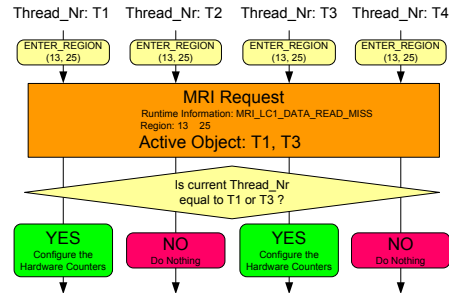 Thread_Nr: T1 Thread_Nr: T2 Thread_Nr: T3 Thread_Nr: T4
ENTER_REGION ENTER_REGION ENTER_REGION ENTER_REGION
(13, 25) (13, 25) (13, 25) (13, 25)
MRI Request
Runtime Information: MRI_LC1_DATA_READ_MISS
Region: 13 25
Active Object: T1, T3
Is current Thread_Nr
equal to T1 or T3 ?
YES NO YES NO
Configure the Do Nothing Configure the Do Nothing
Hardware Counters Hardware Counters